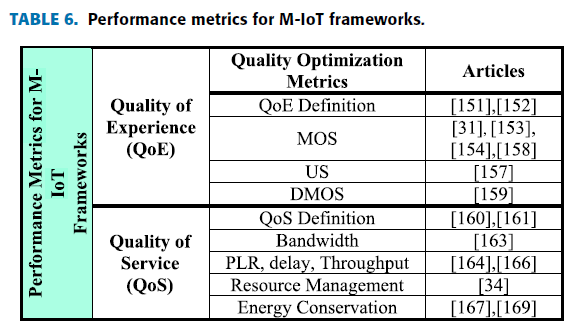 TABLE 6. Performance metrics for M-IoT frameworks.
Performance Metrics for M-
IoT
Frameworks
Quality Optimization
Metrics
Articles
Quality of
Experience
(QoE)
QoE Definition
[151],[152]
MOS
[31], [153],
[154],[158]
US
[157]
DMOS
[159]
Quality of
Service
(QoS)
QoS Definition
[160],[161]
Bandwidth
[163]
PLR, delay, Throughput
[164],[166]
Resource Management
[34]
Energy Conservation
[167],[169]